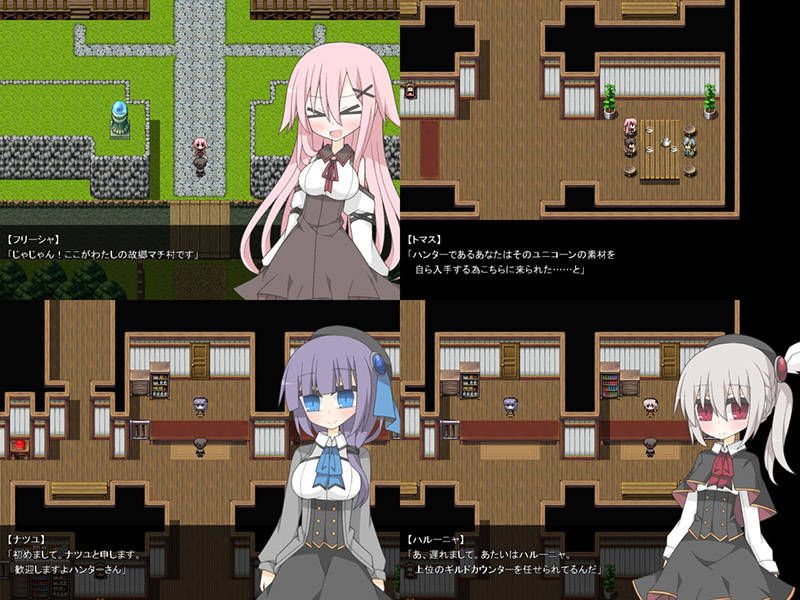 【フリーシャ】
「じゃじゃん！ここがわたしの故郷マチ村です」
【トマス】
「ハンターであるあなたはそのユニコーンの素材を
自ら入手する為こちらに来られた……と」
【ナツユ】
「初めまして。ナツユと申します。
歓迎しますよハンターさん」
【ハルーニャ】
「あ、遅れまして。あたいはハルーニャ。
上位のギルドカウンターを任せられてるんだ」